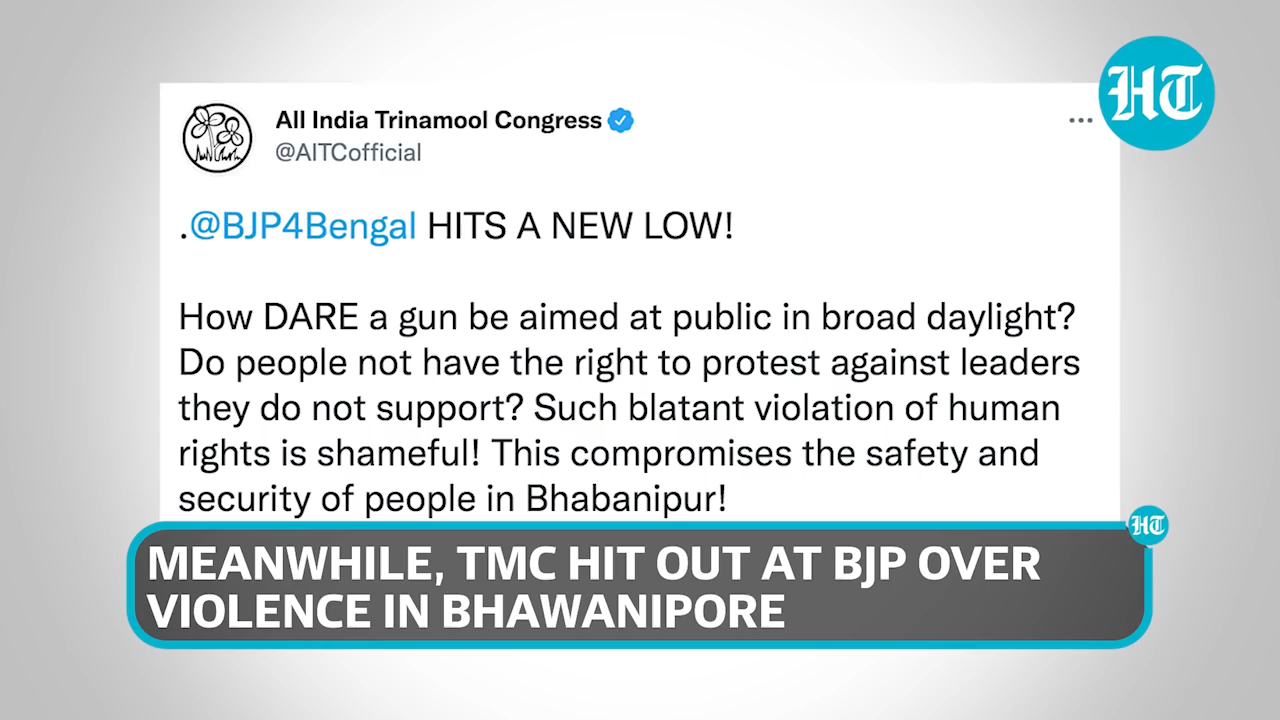 HT
All India Trinamool Congress
@AITCofficial
.@BJP4Bengal HITS A NEW LOW!
How DARE a gun be aimed at public in broad daylight?
Do people not have the right to protest against leaders
they do not support? Such blatant violation of human
rights is shameful! This compromises the safety and
security of people in Bhabanipur!
HT
MEANWHILE, TMC HIT OUT AT BJP OVER
VIOLENCE IN BHAWANIPORE